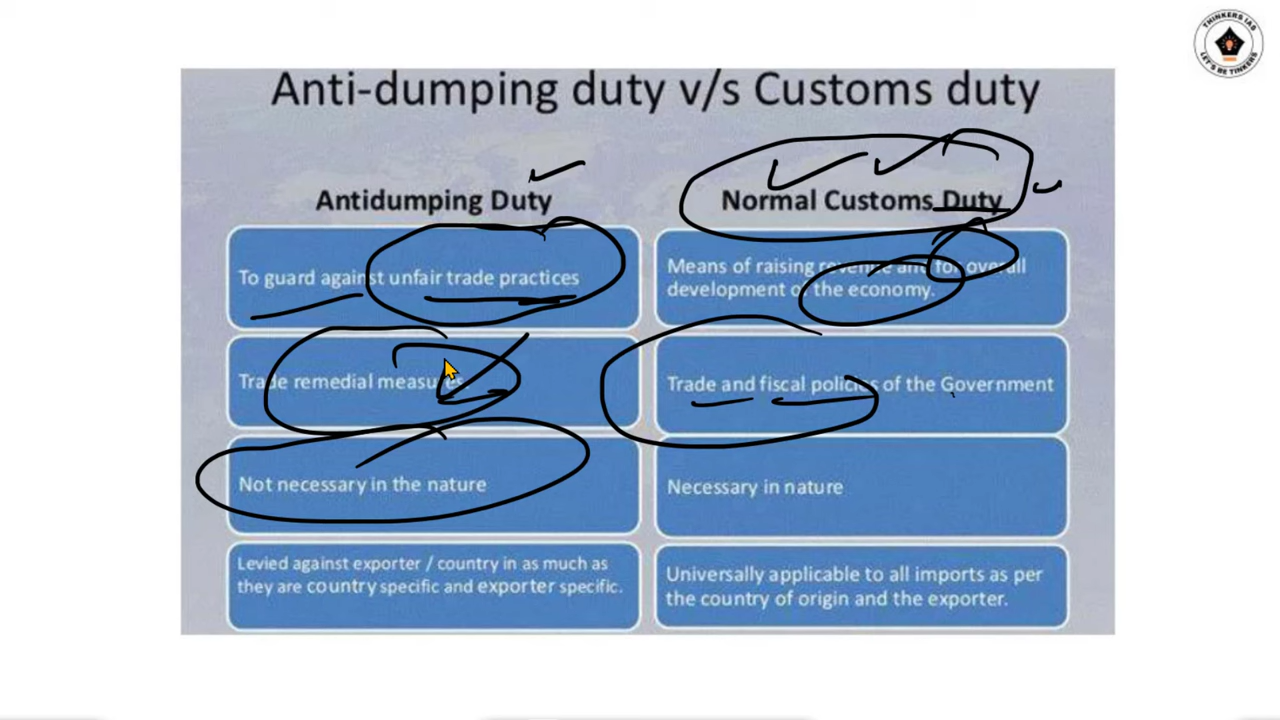 THINKERS IAS
LET'S BE TINKERS
Anti-dumping duty v/s Customs duty
Antidumping Duty
Normal Customs Duty
To guard against unfair trade practices
Means of raising revenue and for overall
development of the economy.
Trade remedial measures.
Trade and fiscal policies of the Government
Not necessary in the nature
Necessary in nature
Levied against exporter / country in as much as
they are country specific and exporter specific.
Universally applicable to all imports as per
the country of origin and the exporter.